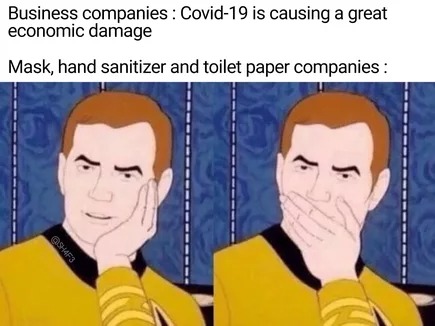 Business companies : Covid-19 is causing a great
economic damage
Mask, hand sanitizer and toilet paper companies :